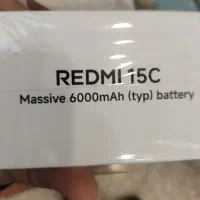 REDMI 15C
Massive 6000mAh (typ) battery